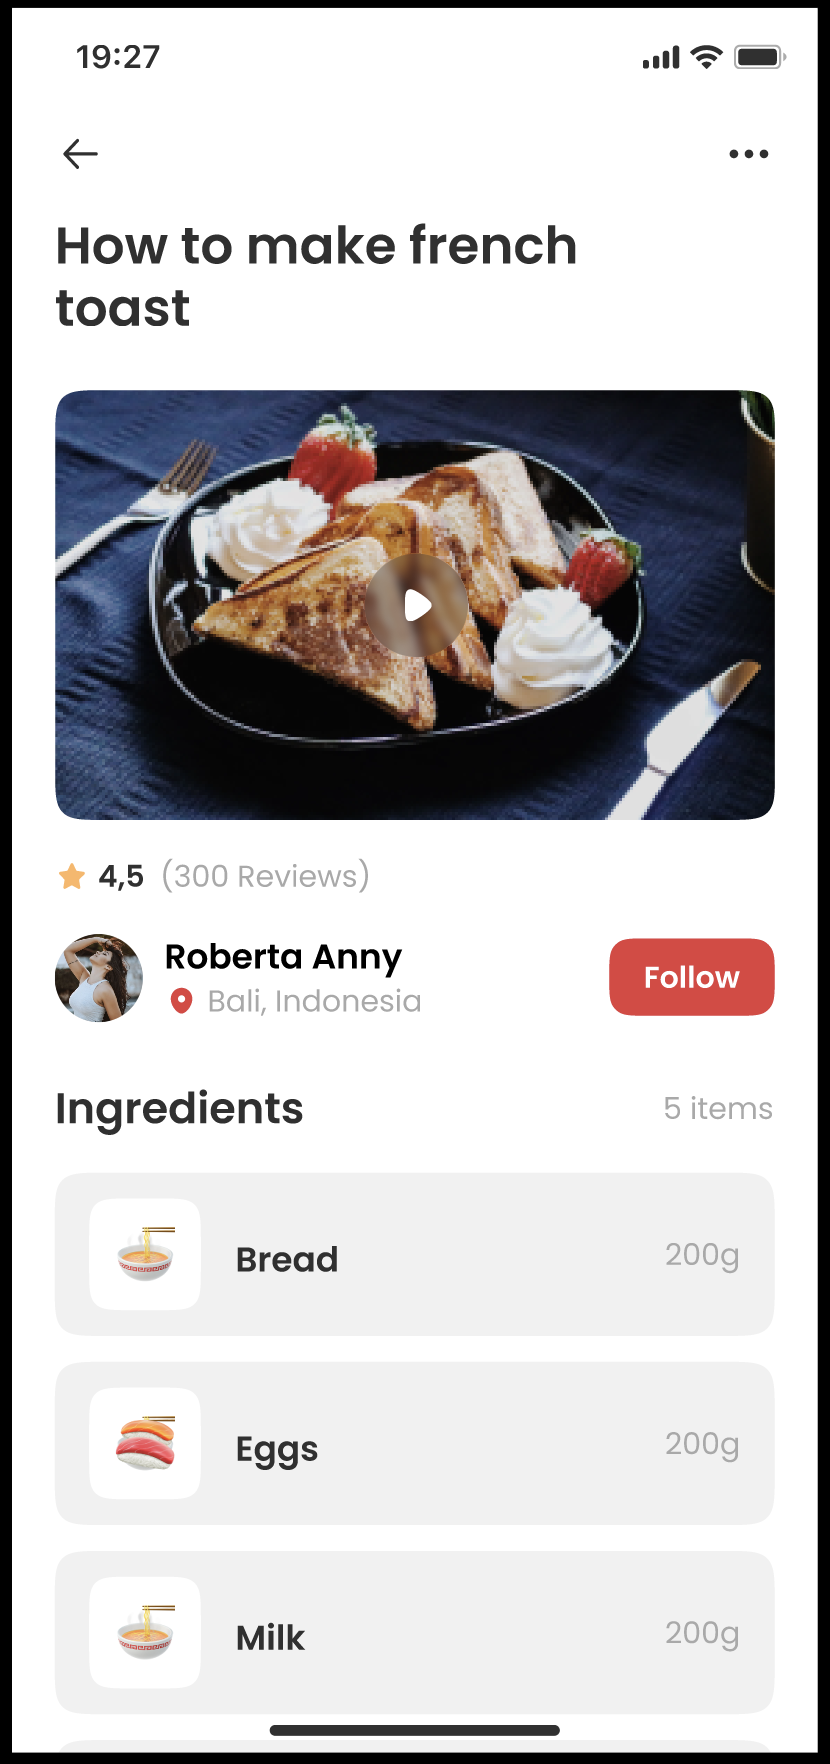 19:27
How to make french
toast
4,5 (300 Reviews)
Roberta Anny
Bali, Indonesia
Follow
Ingredients
5 items
Bread
200g
Eggs
200g
Milk
200g